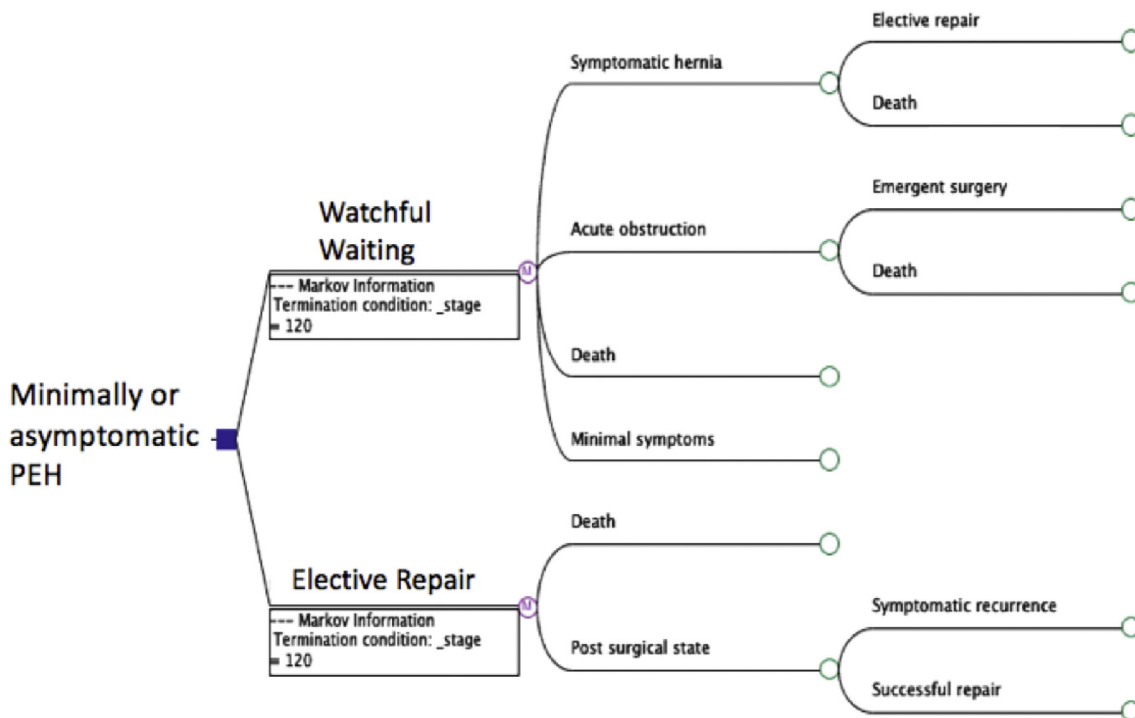 Elective repair
Symptomatic hernia
Death
Emergent surgery
Watchful
Waiting
Acute obstruction
--- Markov Information
Termination condition: _stage
= 120
Death
Death
Minimally or
asymptomatic
PEH
Minimal symptoms
Death
Elective Repair
--- Markov Information
Termination condition: _stage
= 120
Symptomatic recurrence
Post surgical state
Successful repair
M
M